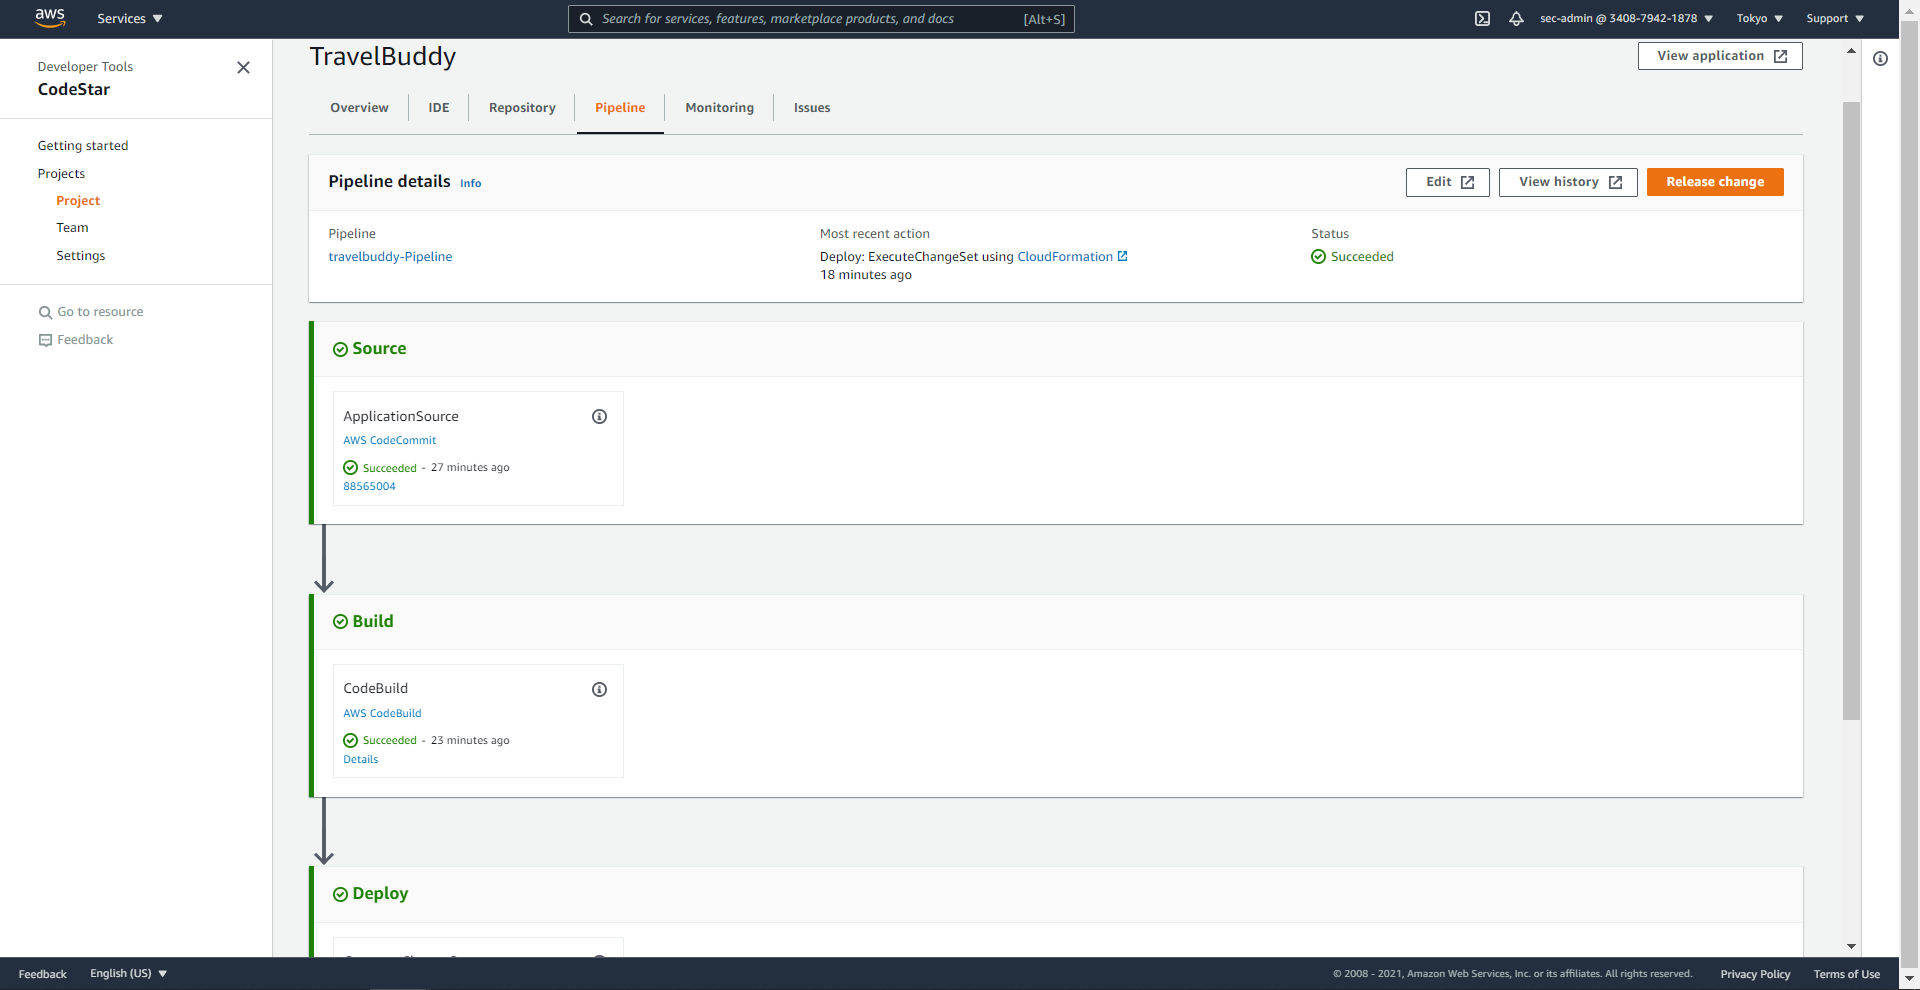 aws Services Search for services, features, marketplace products, and docs [Alt+S] sec-admin @ 3408-7942-1878 Tokyo Support
Developer Tools
CodeStar
Getting started
Projects
Project
Team
Settings
Go to resource
Feedback
TravelBuddy
View application
Overview IDE Repository Pipeline Monitoring Issues
Pipeline details Info
Edit View history Release change
Pipeline
travelbuddy-Pipeline
Most recent action
Deploy: ExecuteChangeSet using CloudFormation
18 minutes ago
Status
Succeeded
Source
ApplicationSource
AWS CodeCommit
Succeeded - 27 minutes ago
88565004
Build
CodeBuild
AWS CodeBuild
Succeeded - 23 minutes ago
Details
Deploy
Feedback English (US) © 2008 - 2021, Amazon Web Services, Inc. or its affiliates. All rights reserved. Privacy Policy Terms of Use